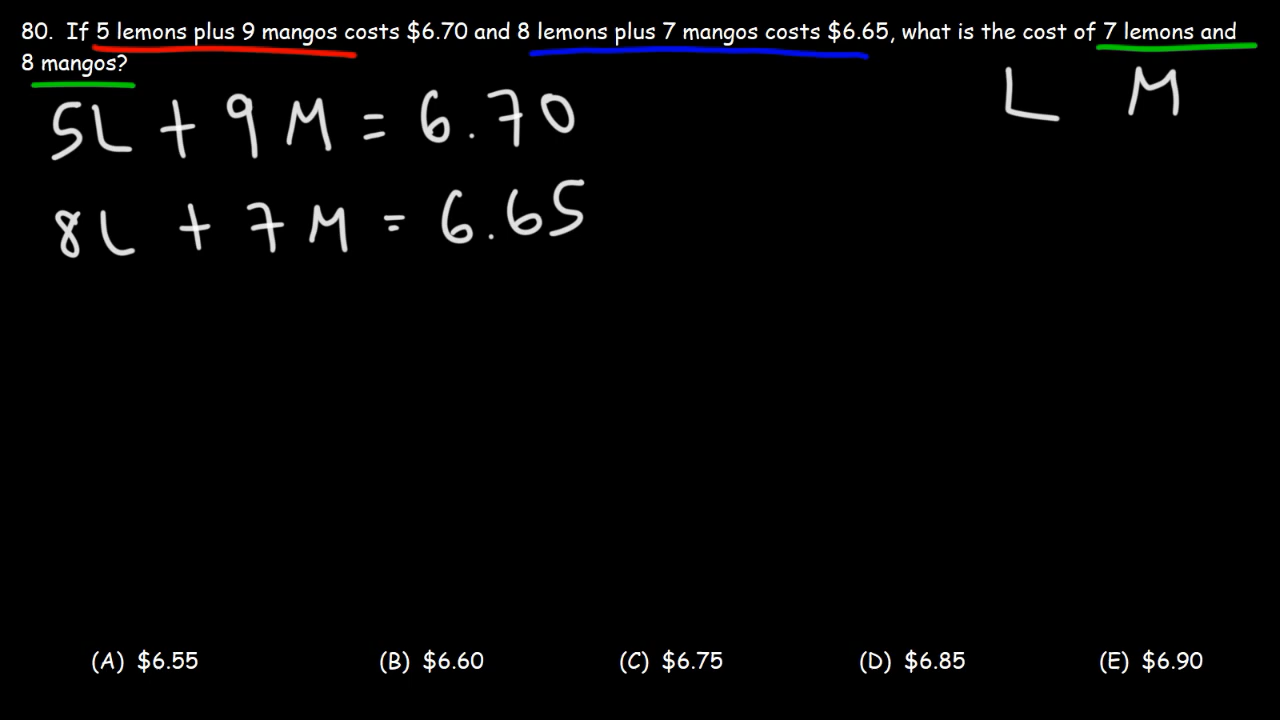 80. If 5 lemons plus 9 mangos costs $6.70 and 8 lemons plus 7 mangos costs $6.65, what is the cost of 7 lemons and
8 mangos?
L M
5L + 9M = 6.70
8L + 7M = 6.65
(A) $6.55 (B) $6.60 (C) $6.75 (D) $6.85 (E) $6.90